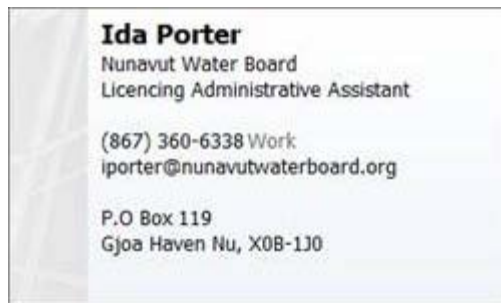 Ida Porter
Nunavut Water Board
Licencing Administrative Assistant
(867) 360-6338 Work
iporter@nunavutwaterboard.org
P.O Box 119
Gjoa Haven Nu, X0B-1J0